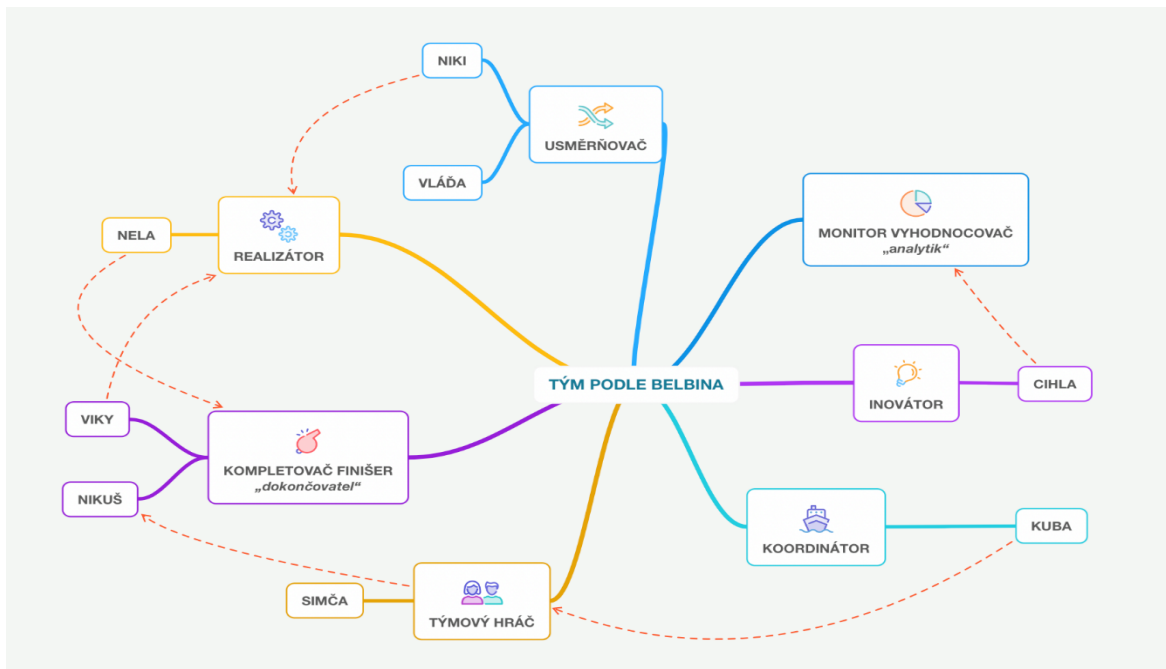 NIKI
USMĚRŇOVAČ
VLÁĎA
NELA
REALIZÁTOR
MONITOR VYHODNOCOVAČ
„analytik“
TÝM PODLE BELBINA
INOVÁTOR
CIHLA
VIKY
KOMPLETOVAČ FINIŠER
„dokončovatel“
NIKUŠ
KOORDINÁTOR
KUBA
SIMČA
TÝMOVÝ HRÁČ